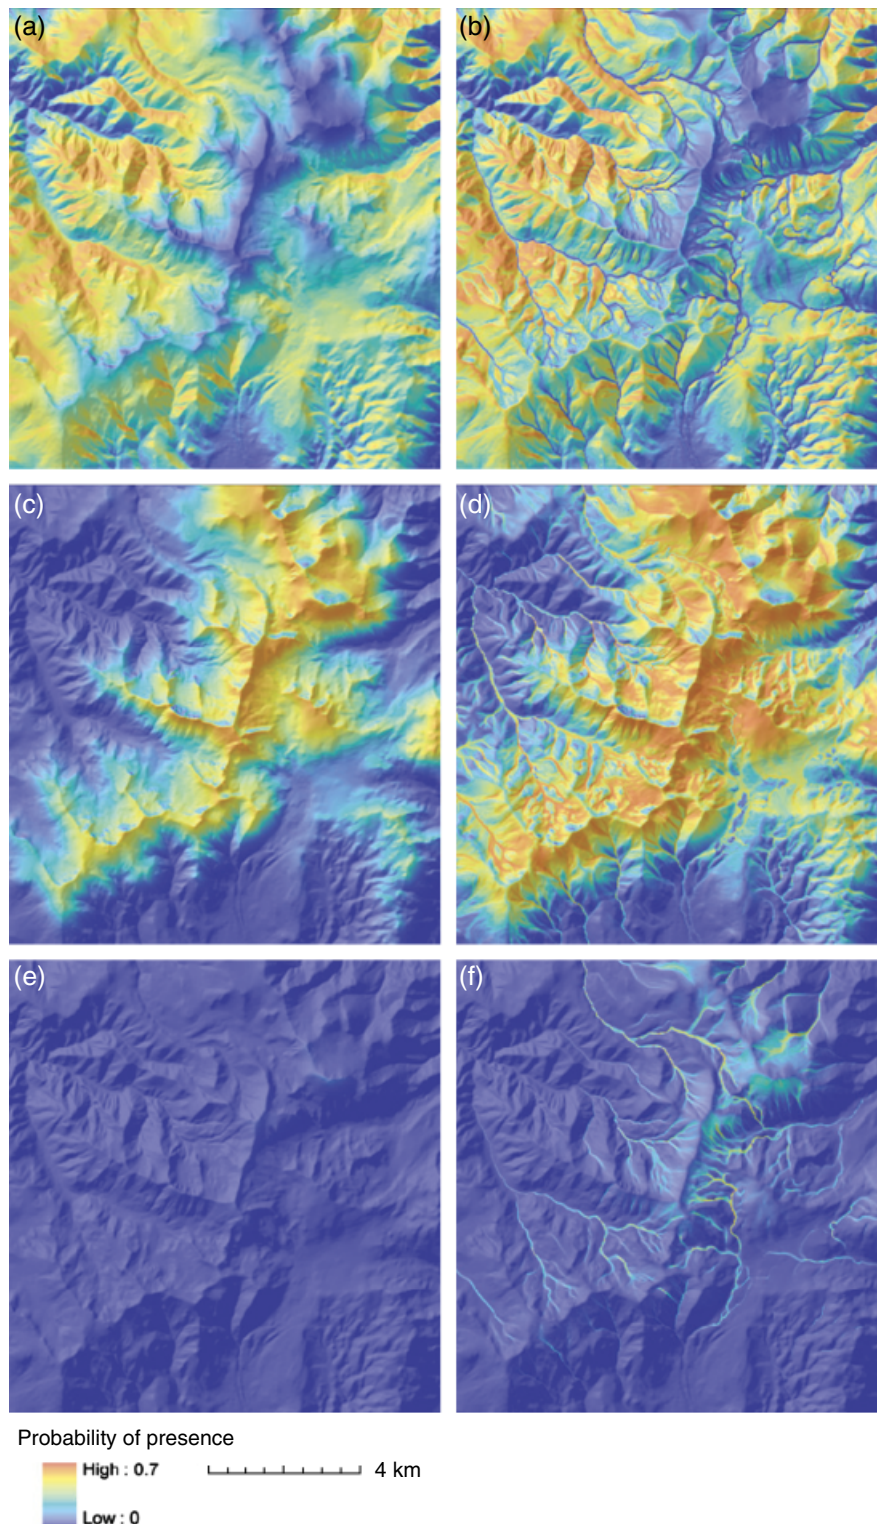 (a)
(b)
(c)
(d)
(e)
(f)
Probability of presence
High : 0.7
4 km
Low : 0